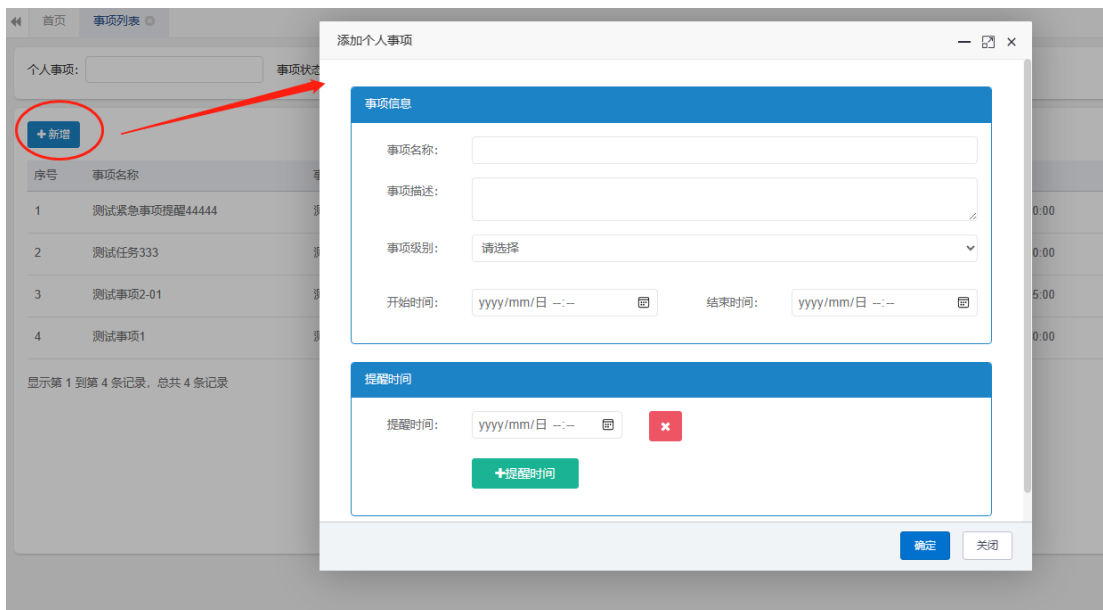 首页 事项列表
添加个人事项
个人事项: 事项状态
事项信息
+新增
事项名称:
序号 事项名称
事项描述:
1 测试紧急事项提醒44444 0:00
事项级别: 请选择
2 测试任务333 0:00
3 测试事项2-01 5:00
开始时间: yyyy/mm/日 --:-- 结束时间: yyyy/mm/日 --:--
4 测试事项1 0:00
显示第 1 到第 4 条记录，总共 4 条记录
提醒时间
提醒时间: yyyy/mm/日 --:--
+提醒时间
确定 关闭